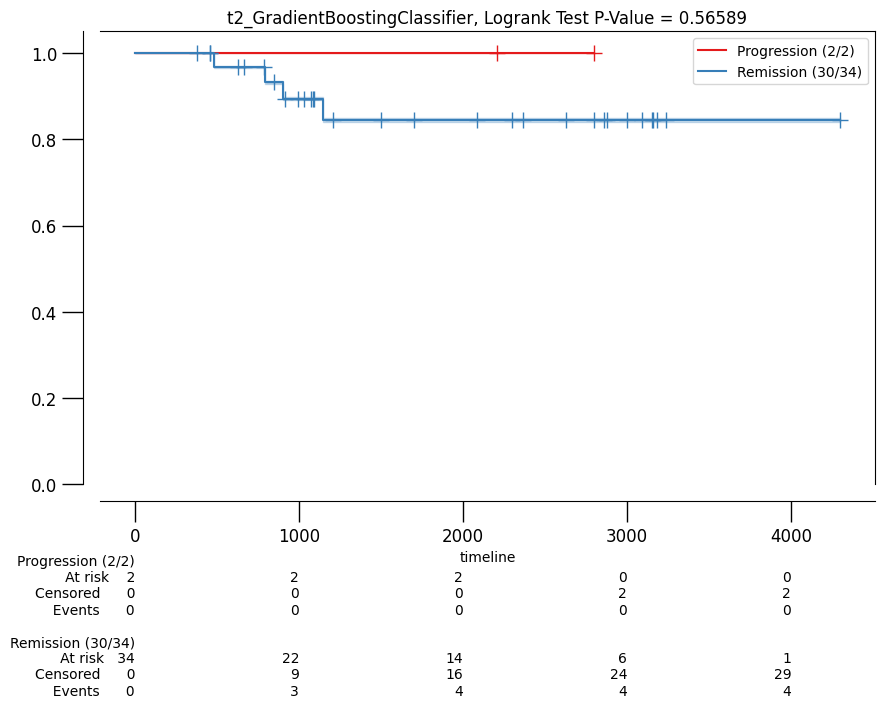 t2_GradientBoostingClassifier, Logrank Test P-Value = 0.56589
Progression (2/2)
Remission (30/34)
1.0
0.8
0.6
0.4
0.2
0.0
0 1000 2000 3000 4000
timeline
Progression (2/2)
At risk 2 2 2 0 0
Censored 0 0 0 2 2
Events 0 0 0 0 0
Remission (30/34)
At risk 34 22 14 6 1
Censored 0 9 16 24 29
Events 0 3 4 4 4